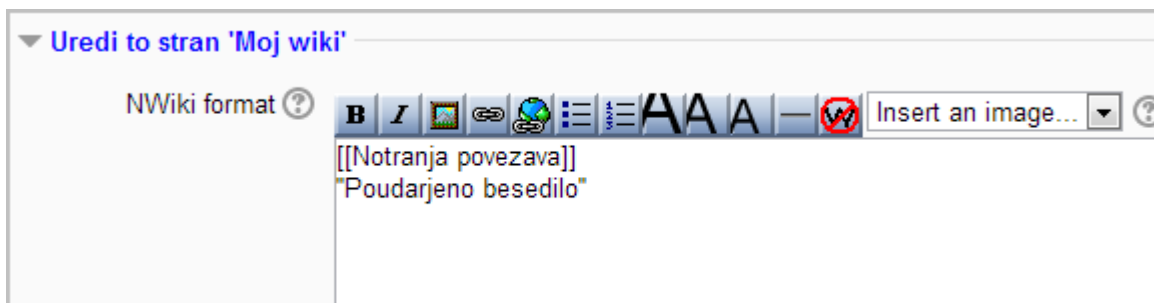 Uredi to stran 'Moj wiki'
NWiki format
B I A A A W Insert an image...
[[Notranja povezava]]
"Poudarjeno besedilo"